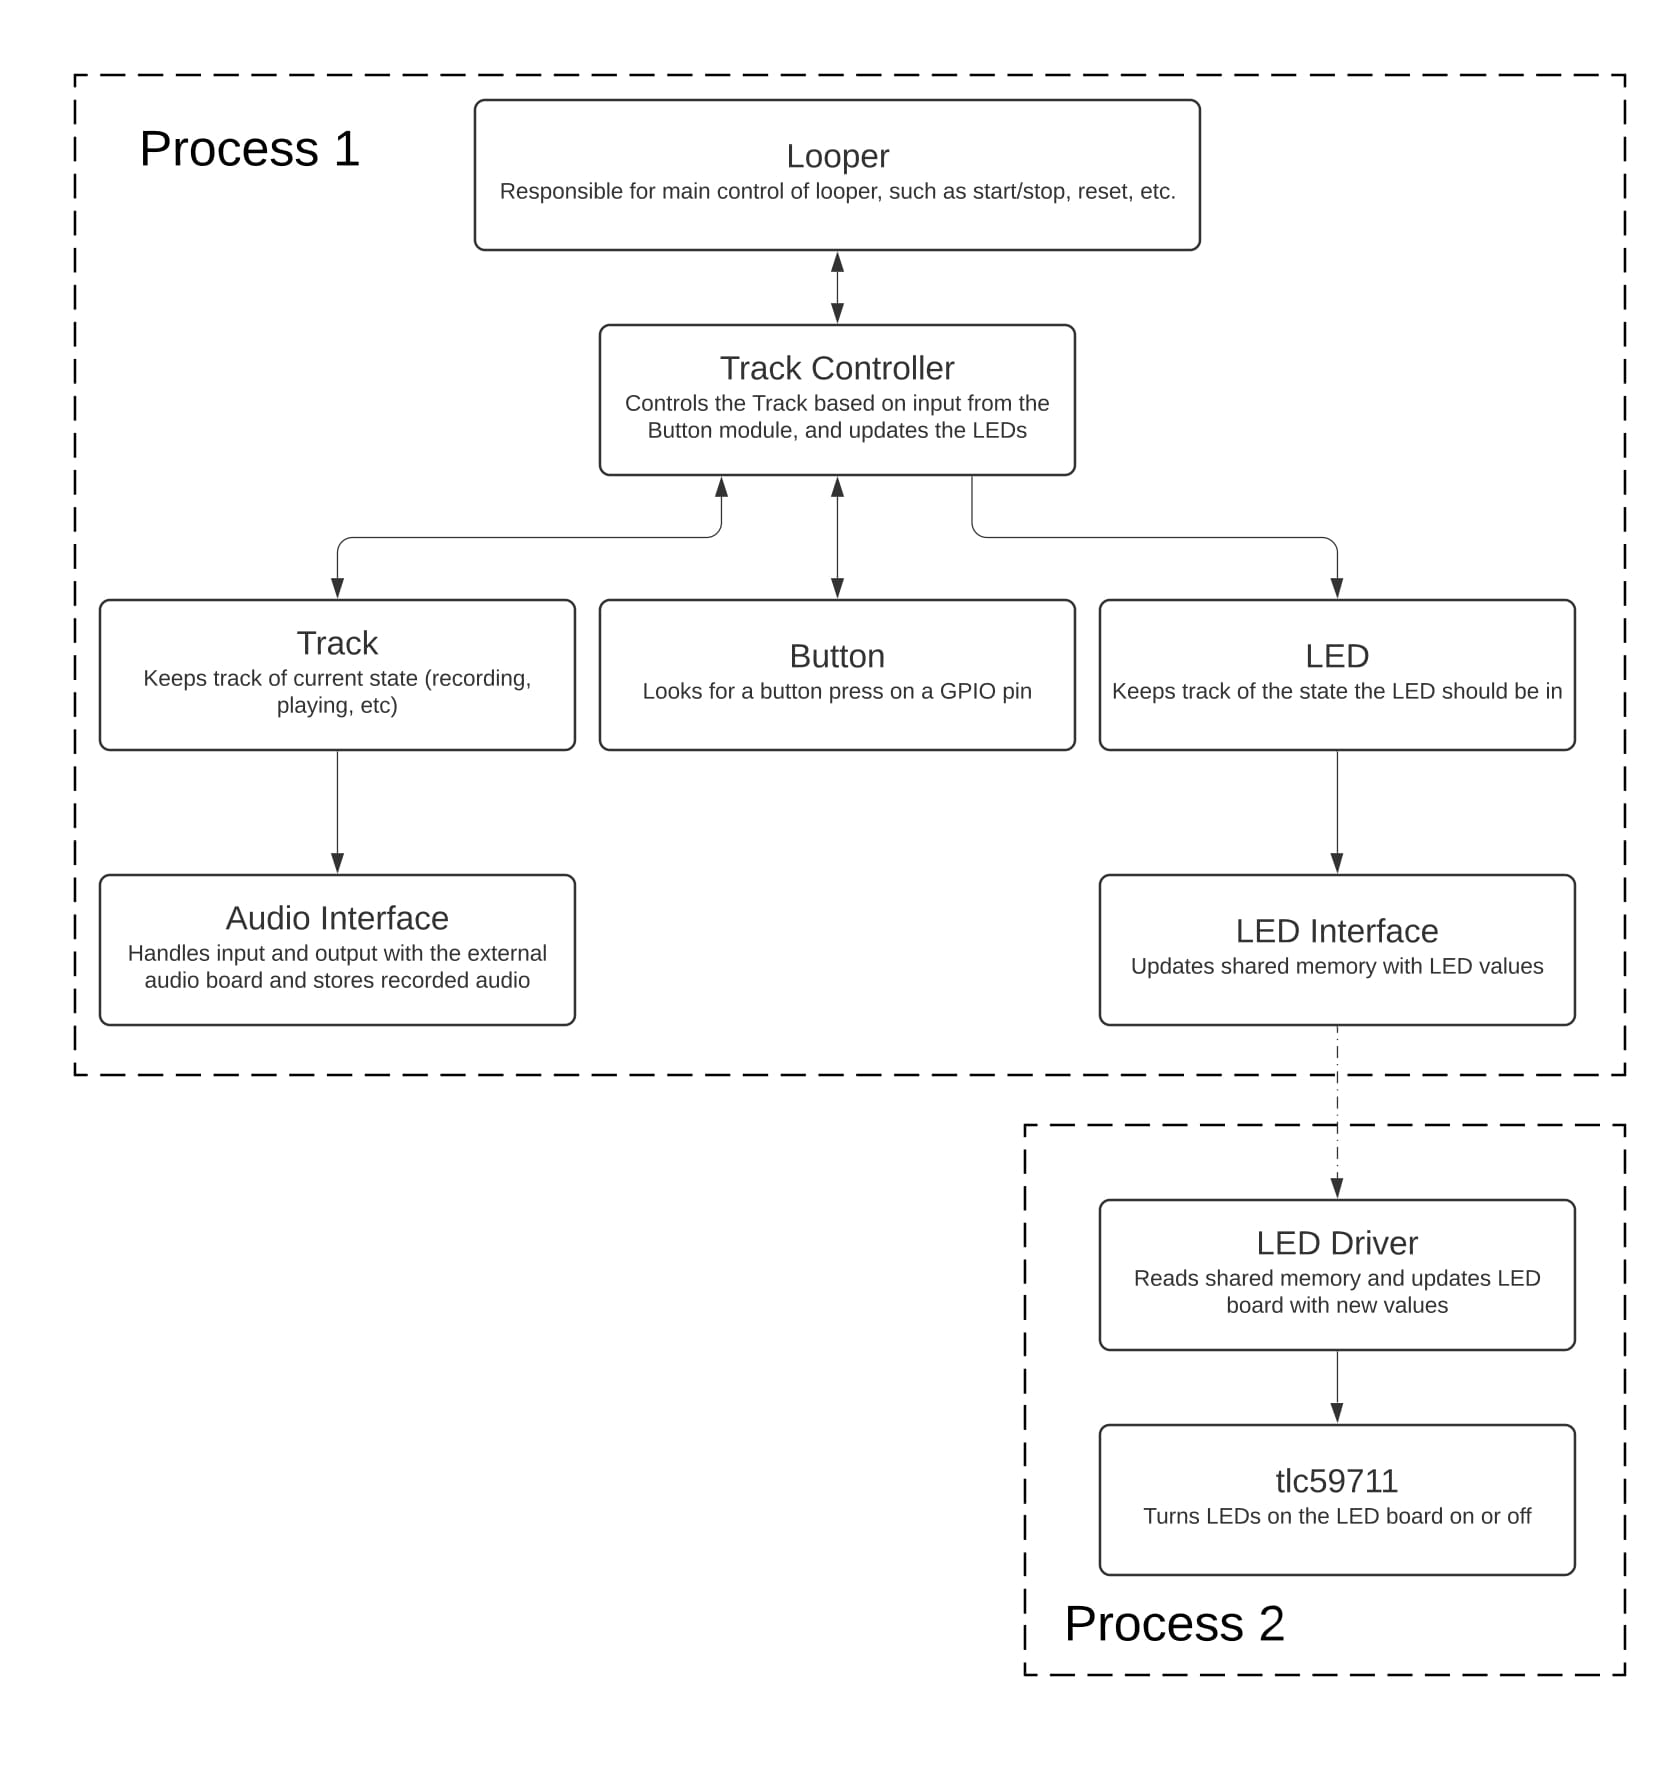 Process 1
Looper
Responsible for main control of looper, such as start/stop, reset, etc.
Track Controller
Controls the Track based on input from the
Button module, and updates the LEDs
Track
Keeps track of current state (recording,
playing, etc)
Button
Looks for a button press on a GPIO pin
LED
Keeps track of the state the LED should be in
Audio Interface
Handles input and output with the external
audio board and stores recorded audio
LED Interface
Updates shared memory with LED values
LED Driver
Reads shared memory and updates LED
board with new values
tlc59711
Turns LEDs on the LED board on or off
Process 2